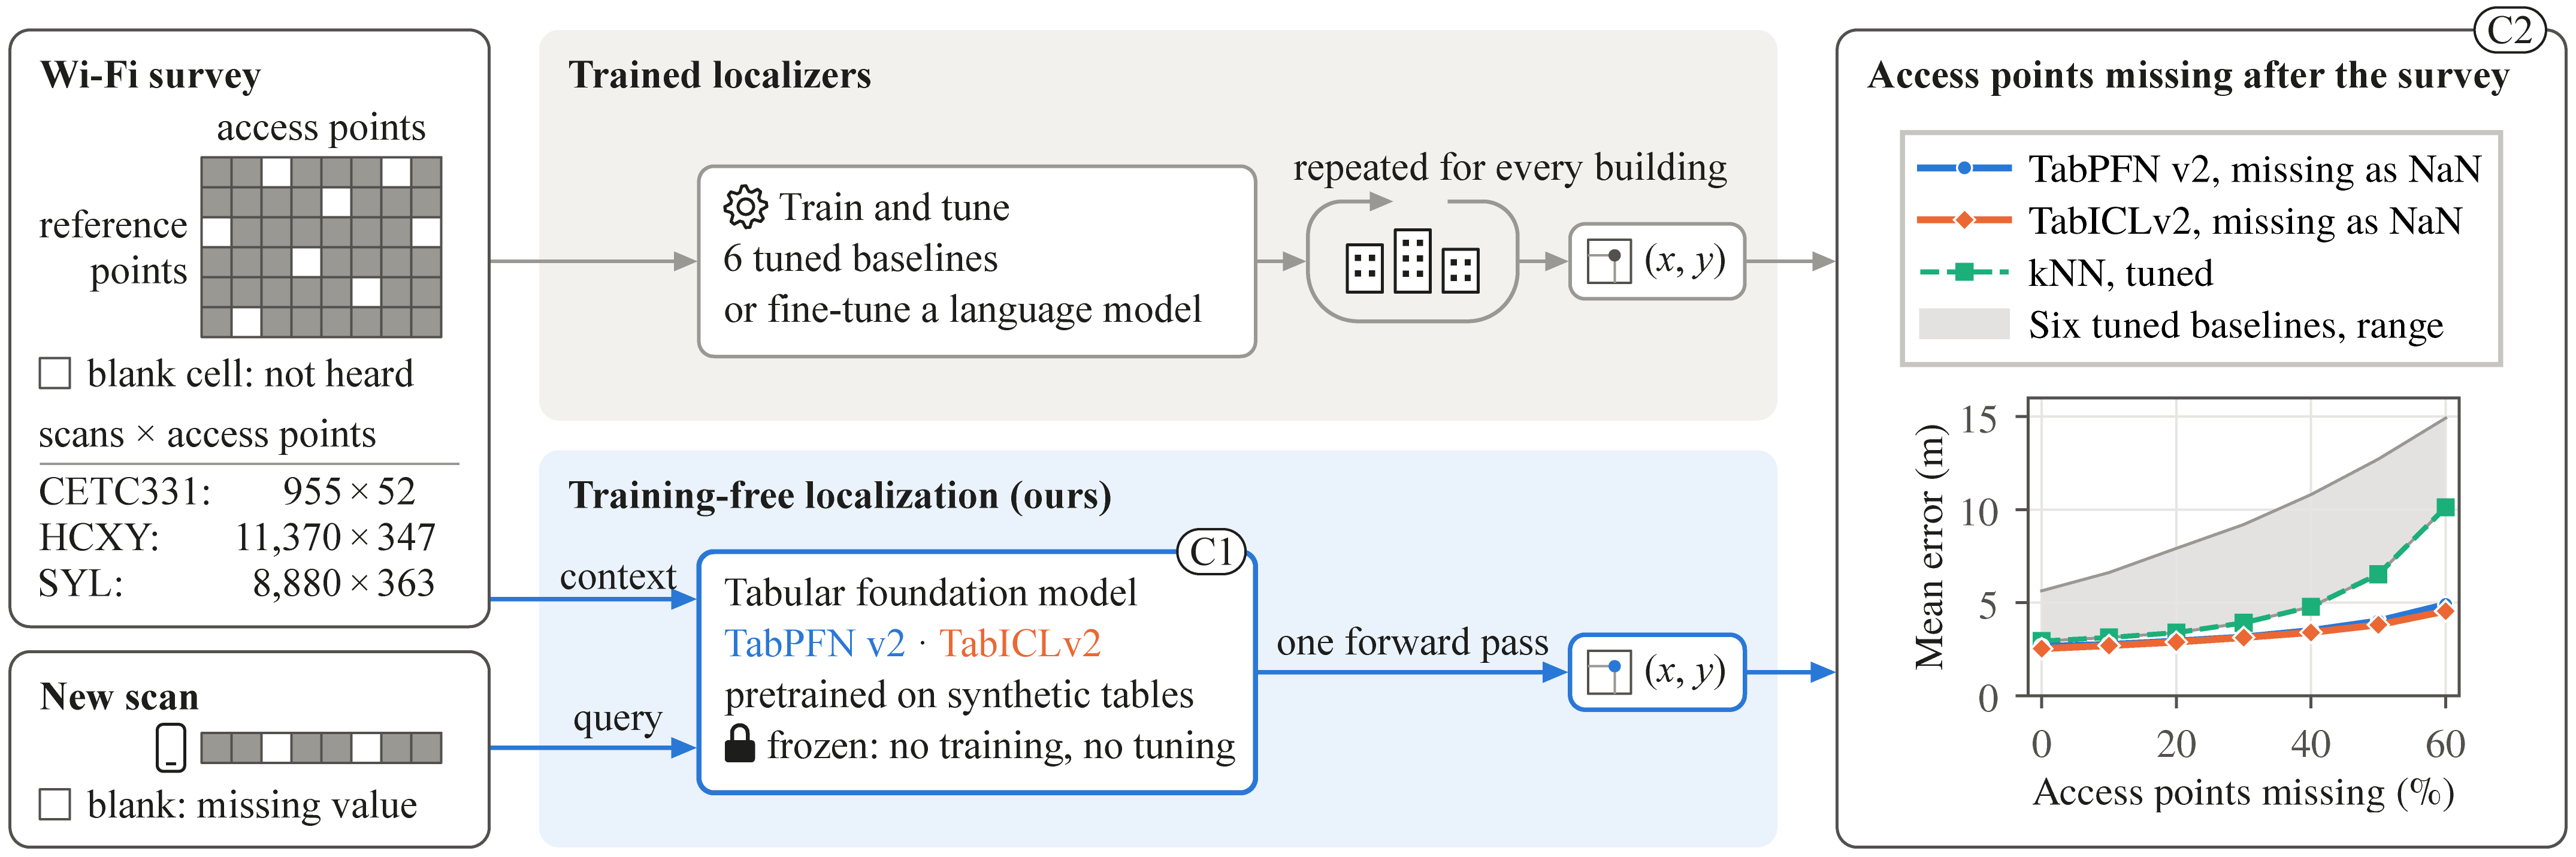 Wi-Fi survey
access points
reference
points
blank cell: not heard
scans × access points
CETC331: 955 × 52
HCXY: 11,370 × 347
SYL: 8,880 × 363
New scan
blank: missing value
Trained localizers
Train and tune
6 tuned baselines
or fine-tune a language model
repeated for every building
(x, y)
Training-free localization (ours)
context
query
C1
Tabular foundation model
TabPFN v2 · TabICLv2
pretrained on synthetic tables
frozen: no training, no tuning
one forward pass
(x, y)
C2
Access points missing after the survey
TabPFN v2, missing as NaN
TabICLv2, missing as NaN
kNN, tuned
Six tuned baselines, range
Mean error (m)
15
10
5
0
0 20 40 60
Access points missing (%)